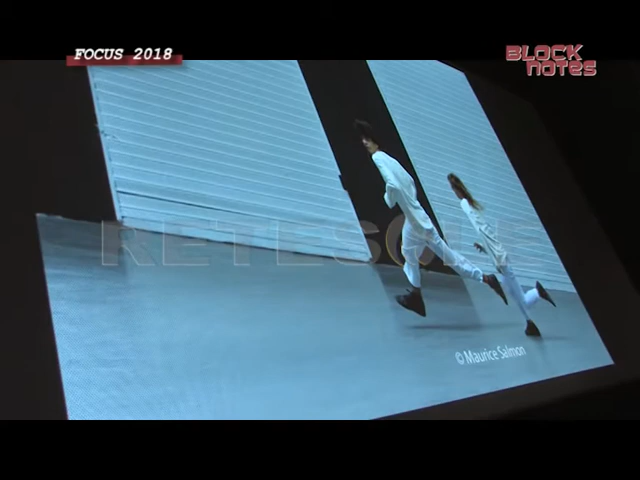 FOCUS 2018
BLOCK
NOTES
RETESOLE
© Maurice Salmon